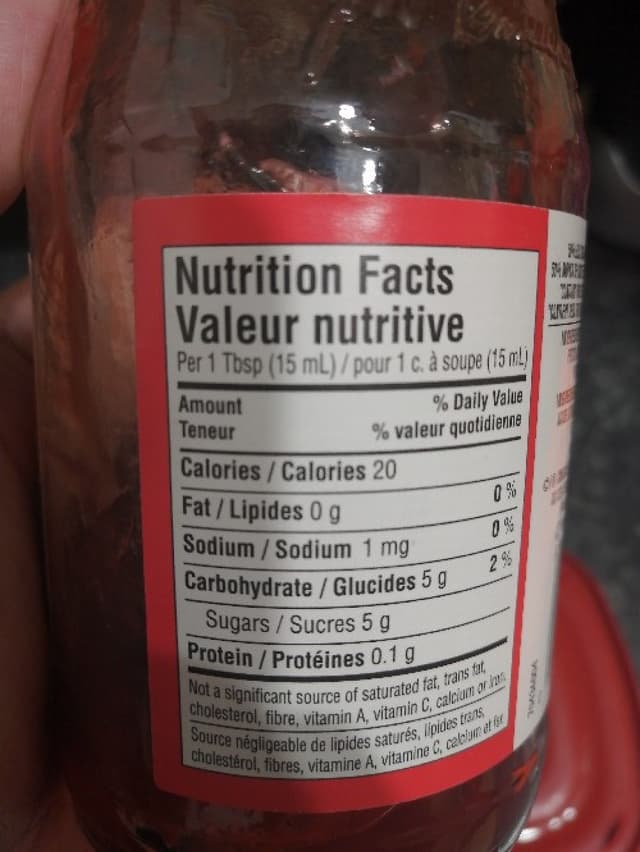 Nutrition Facts
Valeur nutritive
Per 1 Tbsp (15 mL) / pour 1 c. à soupe (15 mL)
Amount % Daily Value
Teneur % valeur quotidienne
Calories / Calories 20
Fat / Lipides 0 g 0 %
Sodium / Sodium 1 mg 0 %
Carbohydrate / Glucides 5 g 2 %
Sugars / Sucres 5 g
Protein / Protéines 0.1 g
Not a significant source of saturated fat, trans fat,
cholesterol, fibre, vitamin A, vitamin C, calcium or iron.
Source négligeable de lipides saturés, lipides trans,
cholestérol, fibres, vitamine A, vitamine C, calcium et fer